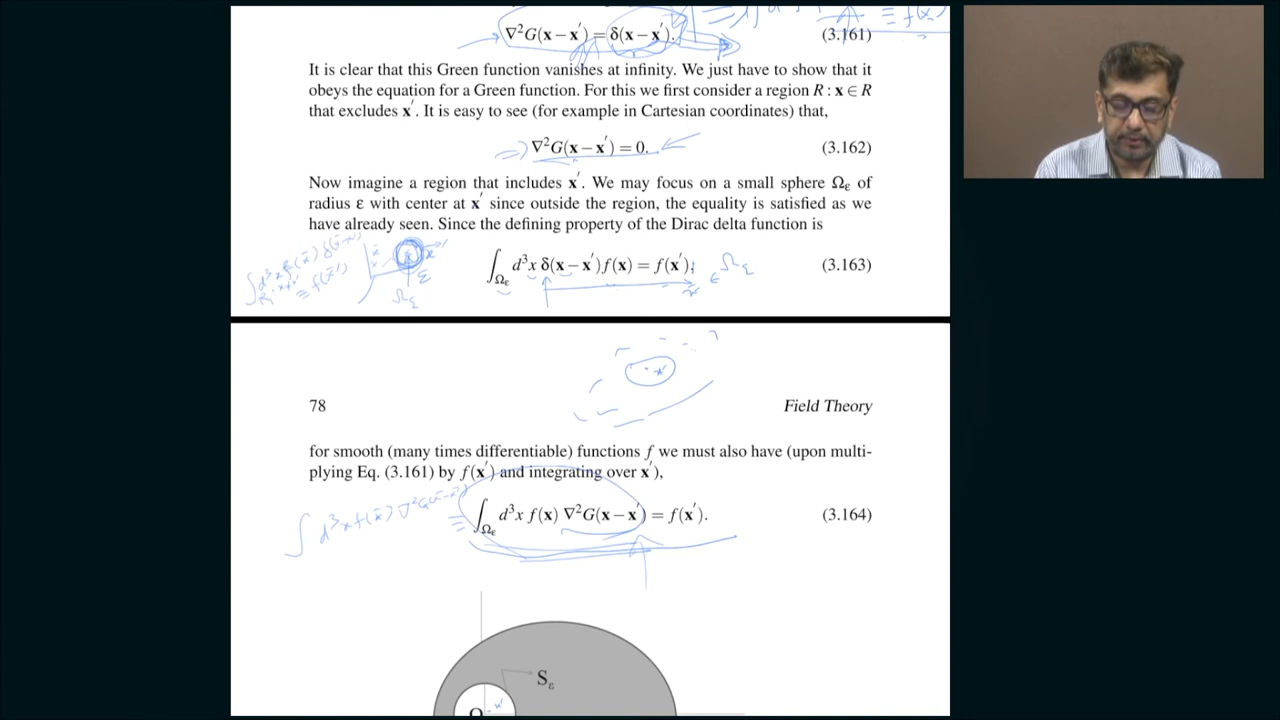 ∇²G(x − x′) = δ(x − x′). (3.161)
It is clear that this Green function vanishes at infinity. We just have to show that it
obeys the equation for a Green function. For this we first consider a region R : x ∈ R
that excludes x′. It is easy to see (for example in Cartesian coordinates) that,
⇒ ∇²G(x − x′) = 0. (3.162)
Now imagine a region that includes x′. We may focus on a small sphere Ωε of
radius ε with center at x′ since outside the region, the equality is satisfied as we
have already seen. Since the defining property of the Dirac delta function is
∫Ωε d³x δ(x − x′)f(x) = f(x′); ∈ Ωε (3.163)
Ωε
78 Field Theory
for smooth (many times differentiable) functions f we must also have (upon multi-
plying Eq. (3.161) by f(x′) and integrating over x′),
∫ d³x f(x̄) ∇²G(x̄ − x̄′) ≡ ∫Ωε d³x f(x) ∇²G(x − x′) = f(x′). (3.164)
Sε